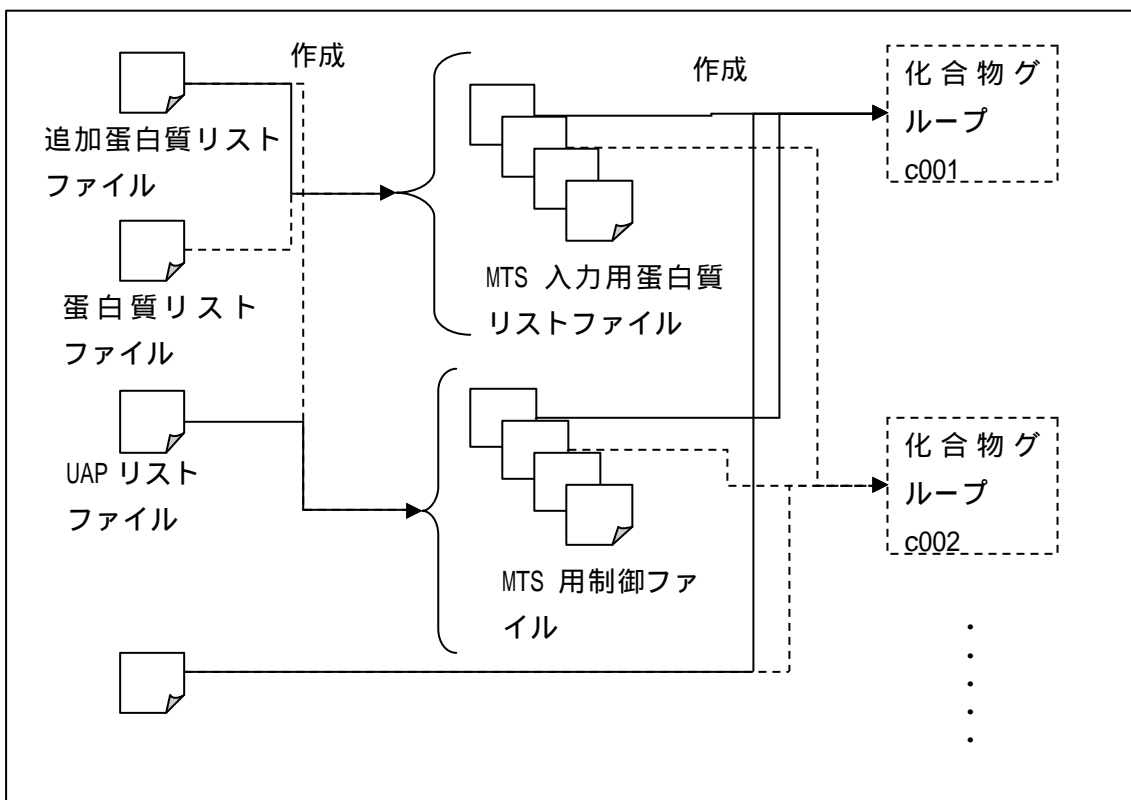 作成
追加蛋白質リスト
ファイル
蛋白質リスト
ファイル
UAP リスト
ファイル
MTS 入力用蛋白質
リストファイル
MTS 用制御ファ
イル
作成
化合物グ
ループ
c001
化合物グ
ループ
c002
・
・
・
・
・